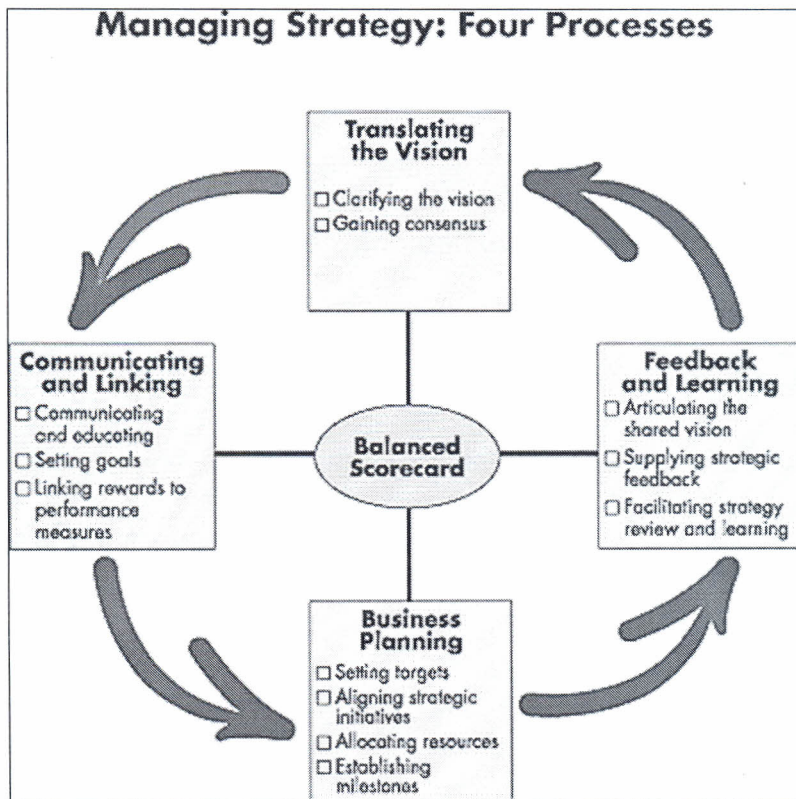 Managing Strategy: Four Processes
Translating
the Vision
☐ Clarifying the vision
☐ Gaining consensus
Communicating
and Linking
☐ Communicating
and educating
☐ Setting goals
☐ Linking rewards to
performance
measures
Balanced
Scorecard
Feedback
and Learning
☐ Articulating the
shared vision
☐ Supplying strategic
feedback
☐ Facilitating strategy
review and learning
Business
Planning
☐ Setting targets
☐ Aligning strategic
initiatives
☐ Allocating resources
☐ Establishing
milestones